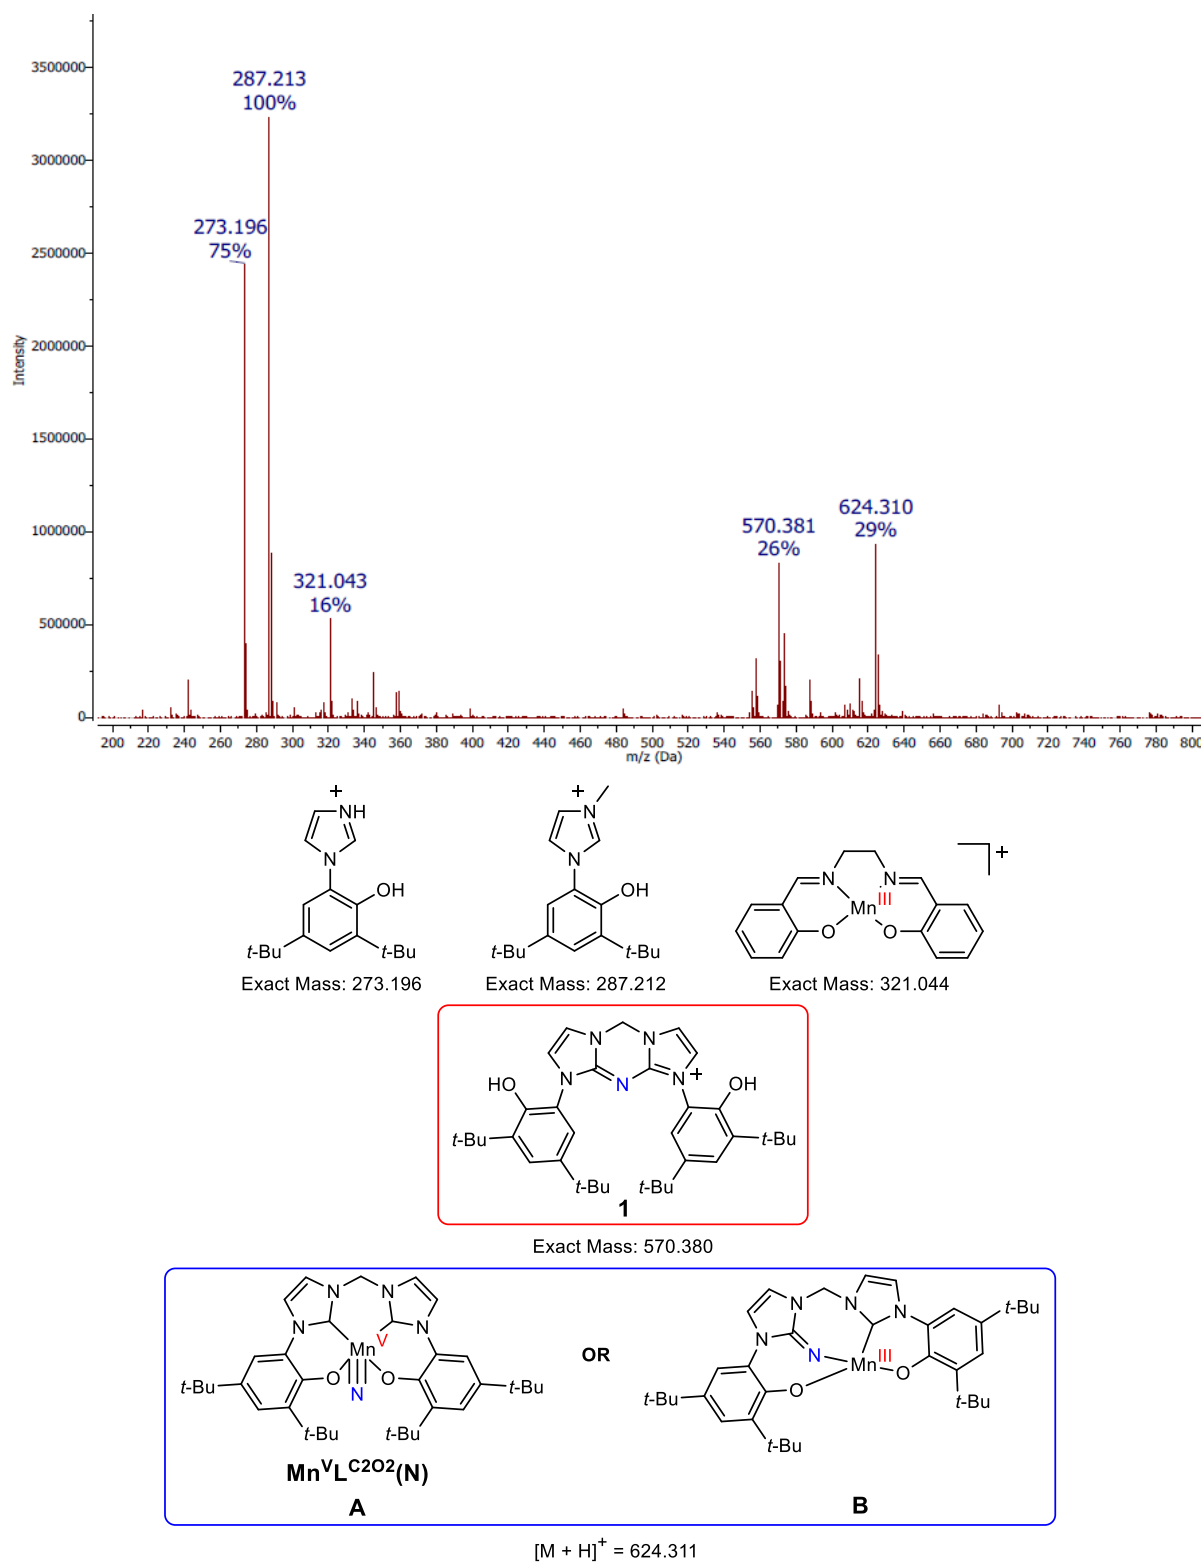 3500000
3000000
2500000
2000000
1500000
1000000
500000
0
Intensity
287.213
100%
273.196
75%
321.043
16%
570.381
26%
624.310
29%
200 220 240 260 280 300 320 340 360 380 400 420 440 460 480 500 520 540 560 580 600 620 640 660 680 700 720 740 760 780 800
m/z (Da)
+
NH
N
OH
t-Bu
t-Bu
Exact Mass: 273.196
+
N
N
OH
t-Bu
t-Bu
Exact Mass: 287.212
+
N
N
Mn
III
O
O
Exact Mass: 321.044
N
N
N
N
N
+
HO
OH
t-Bu
t-Bu
t-Bu
t-Bu
1
Exact Mass: 570.380
N
N
N
N
V
Mn
O
O
N
t-Bu
t-Bu
t-Bu
t-Bu
Mn^VL^C2O2(N)
A
OR
N
N
N
N
N
Mn
III
O
O
t-Bu
t-Bu
t-Bu
t-Bu
B
[M + H]^+ = 624.311